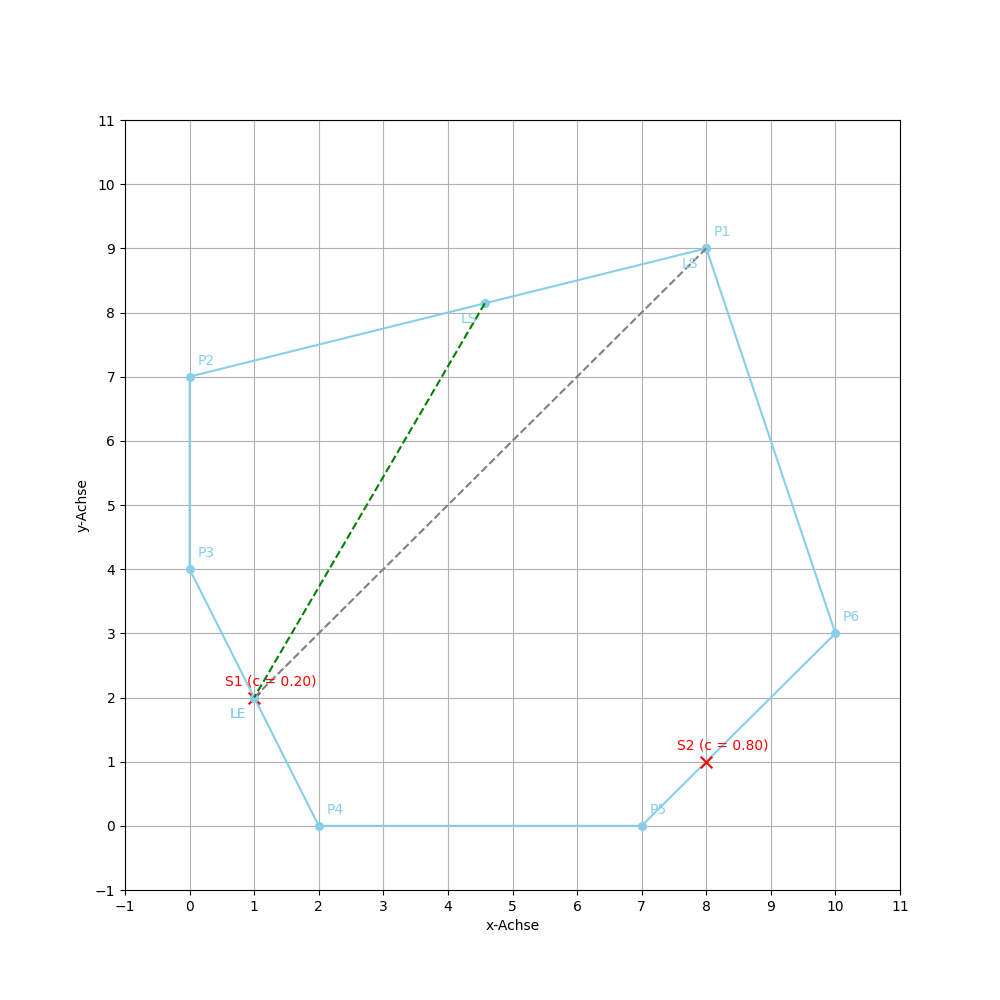 11
10
9
8
7
6
5
4
3
2
1
0
−1
−1 0 1 2 3 4 5 6 7 8 9 10 11
x-Achse
y-Achse
P1
LS
LS
P2
P3
P6
S1 (c = 0.20)
LE
S2 (c = 0.80)
P4
P5